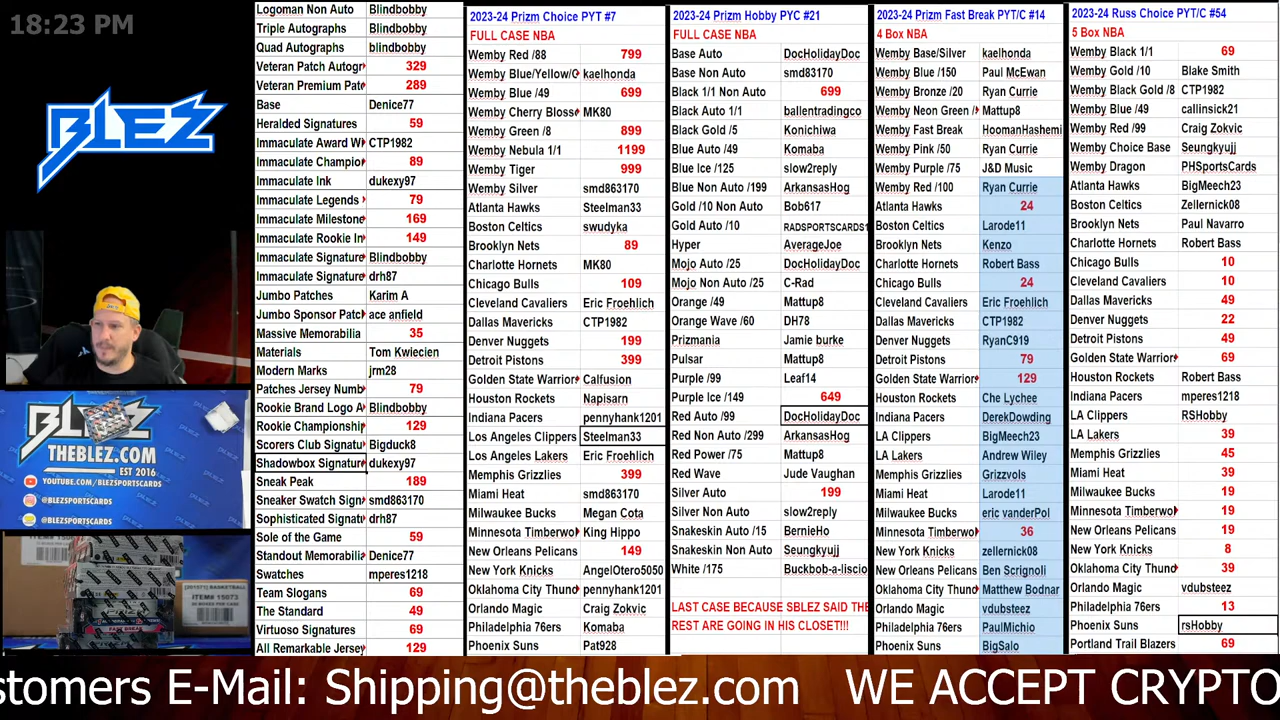 18:23 PM
BLEZ
BLEZ
THEBLEZ.COM
EST 2016
YOUTUBE.COM/BLEZSPORTSCARDS
@BLEZSPORTSCARDS
@BLEZSPORTSCARDS
ITEM# 15073
Logoman Non Auto Blindbobby
Triple Autographs Blindbobby
Quad Autographs blindbobby
Veteran Patch Autogr 329
Veteran Premium Pat 289
Base Denice77
Heralded Signatures 59
Immaculate Award W CTP1982
Immaculate Champio 89
Immaculate Ink dukexy97
Immaculate Legends 79
Immaculate Milestone 169
Immaculate Rookie In 149
Immaculate Signature Blindbobby
Immaculate Signature drh87
Jumbo Patches Karim A
Jumbo Sponsor Patc ace anfield
Massive Memorabilia 35
Materials Tom Kwiecien
Modern Marks jrm28
Patches Jersey Numb 79
Rookie Brand Logo A Blindbobby
Rookie Championship 129
Scorers Club Signatu Bigduck8
Shadowbox Signature dukexy97
Sneak Peak 189
Sneaker Swatch Sign smd863170
Sophisticated Signat drh87
Sole of the Game 59
Standout Memorabili Denice77
Swatches mperes1218
Team Slogans 69
The Standard 49
Virtuoso Signatures 69
All Remarkable Jersey 129
2023-24 Prizm Choice PYT #7
FULL CASE NBA
Wemby Red /88 799
Wemby Blue/Yellow/G kaelhonda
Wemby Blue /49 699
Wemby Cherry Bloss MK80
Wemby Green /8 899
Wemby Nebula 1/1 1199
Wemby Tiger 999
Wemby Silver smd863170
Atlanta Hawks Steelman33
Boston Celtics swudyka
Brooklyn Nets 89
Charlotte Hornets MK80
Chicago Bulls 109
Cleveland Cavaliers Eric Froehlich
Dallas Mavericks CTP1982
Denver Nuggets 199
Detroit Pistons 399
Golden State Warrior Calfusion
Houston Rockets Napisarn
Indiana Pacers pennyhank1201
Los Angeles Clippers Steelman33
Los Angeles Lakers Eric Froehlich
Memphis Grizzlies 399
Miami Heat smd863170
Milwaukee Bucks Megan Cota
Minnesota Timberwo King Hippo
New Orleans Pelicans 149
New York Knicks AngelOtero5050
Oklahoma City Thun pennyhank1201
Orlando Magic Craig Zokvic
Philadelphia 76ers Komaba
Phoenix Suns Pat928
2023-24 Prizm Hobby PYC #21
FULL CASE NBA
Base Auto DocHolidayDoc
Base Non Auto smd83170
Black 1/1 Non Auto 699
Black Auto 1/1 ballentradingco
Black Gold /5 Konichiwa
Blue Auto /49 Komaba
Blue Ice /125 slow2reply
Blue Non Auto /199 ArkansasHog
Gold /10 Non Auto Bob617
Gold Auto /10 RADSPORTSCARDS1
Hyper AverageJoe
Mojo Auto /25 DocHolidayDoc
Mojo Non Auto /25 C-Rad
Orange /49 Mattup8
Orange Wave /60 DH78
Prizmania Jamie burke
Pulsar Mattup8
Purple /99 Leaf14
Purple Ice /149 649
Red Auto /99 DocHolidayDoc
Red Non Auto /299 ArkansasHog
Red Power /75 Mattup8
Red Wave Jude Vaughan
Silver Auto 199
Silver Non Auto slow2reply
Snakeskin Auto /15 BernieHo
Snakeskin Non Auto Seungkyujj
White /175 Buckbob-a-liscio
LAST CASE BECAUSE SBLEZ SAID THE
REST ARE GOING IN HIS CLOSET!!!
2023-24 Prizm Fast Break PYT/C #14
4 Box NBA
Wemby Base/Silver kaelhonda
Wemby Blue /150 Paul McEwan
Wemby Bronze /20 Ryan Currie
Wemby Neon Green / Mattup8
Wemby Fast Break HoomanHashemi
Wemby Pink /50 Ryan Currie
Wemby Purple /75 J&D Music
Wemby Red /100 Ryan Currie
Atlanta Hawks 24
Boston Celtics Larode11
Brooklyn Nets Kenzo
Charlotte Hornets Robert Bass
Chicago Bulls 24
Cleveland Cavaliers Eric Froehlich
Dallas Mavericks CTP1982
Denver Nuggets RyanC919
Detroit Pistons 79
Golden State Warrior 129
Houston Rockets Che Lychee
Indiana Pacers DerekDowding
LA Clippers BigMeech23
LA Lakers Andrew Wiley
Memphis Grizzlies Grizzvols
Miami Heat Larode11
Milwaukee Bucks eric vanderPol
Minnesota Timberwo 36
New York Knicks zellernick08
New Orleans Pelicans Ben Scrignoli
Oklahoma City Thun Matthew Bodnar
Orlando Magic vdubsteez
Philadelphia 76ers PaulMichio
Phoenix Suns BigSalo
2023-24 Russ Choice PYT/C #54
5 Box NBA
Wemby Black 1/1 69
Wemby Gold /10 Blake Smith
Wemby Black Gold /8 CTP1982
Wemby Blue /49 callinsick21
Wemby Red /99 Craig Zokvic
Wemby Choice Base Seungkyujj
Wemby Dragon PHSportsCards
Atlanta Hawks BigMeech23
Boston Celtics Zellernick08
Brooklyn Nets Paul Navarro
Charlotte Hornets Robert Bass
Chicago Bulls 10
Cleveland Cavaliers 10
Dallas Mavericks 49
Denver Nuggets 22
Detroit Pistons 49
Golden State Warrior 69
Houston Rockets Robert Bass
Indiana Pacers mperes1218
LA Clippers RSHobby
LA Lakers 39
Memphis Grizzlies 45
Miami Heat 39
Milwaukee Bucks 19
Minnesota Timberwo 19
New Orleans Pelicans 19
New York Knicks 8
Oklahoma City Thund 39
Orlando Magic vdubsteez
Philadelphia 76ers 13
Phoenix Suns rsHobby
Portland Trail Blazers 69
stomers E-Mail: Shipping@theblez.com WE ACCEPT CRYPTO